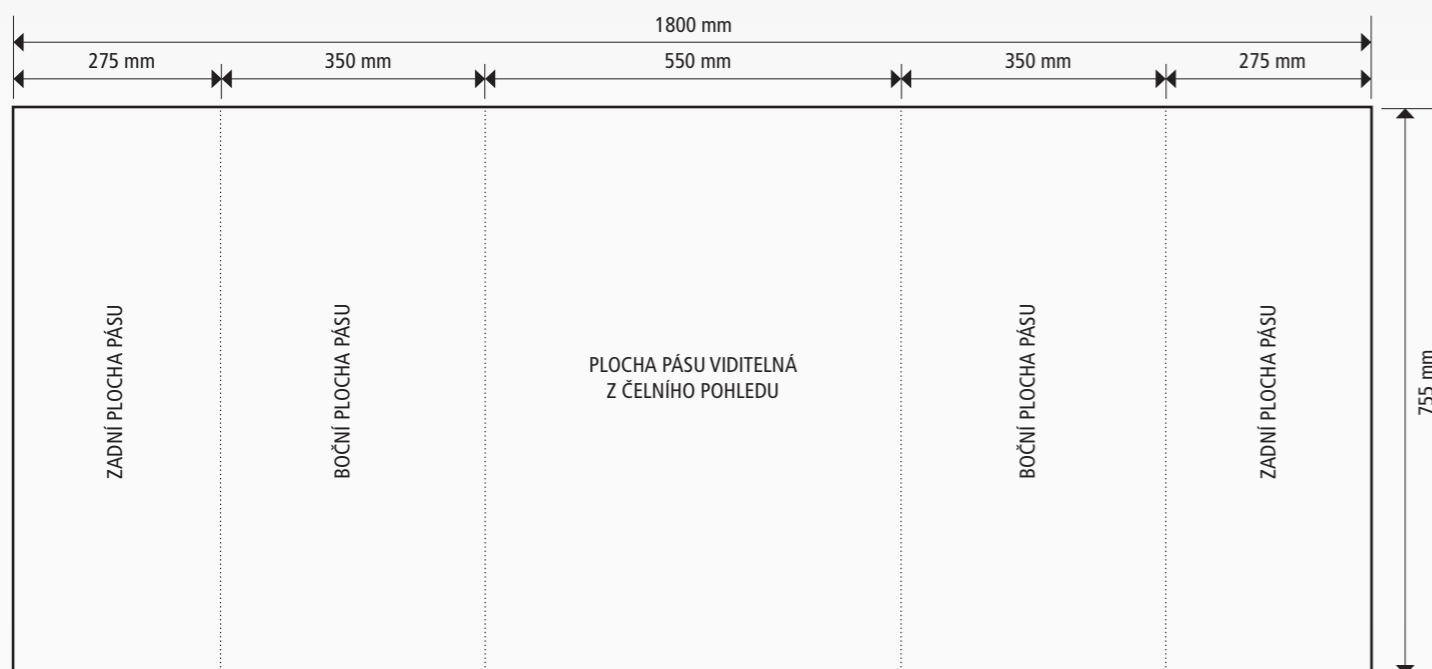 1800 mm
275 mm
350 mm
550 mm
350 mm
275 mm
ZADNÍ PLOCHA PÁSU
BOČNÍ PLOCHA PÁSU
PLOCHA PÁSU VIDITELNÁ
Z ČELNÍHO POHLEDU
BOČNÍ PLOCHA PÁSU
ZADNÍ PLOCHA PÁSU
755 mm